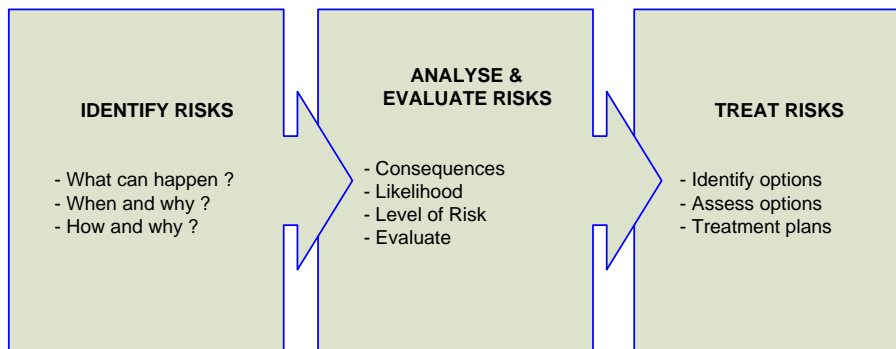 IDENTIFY RISKS
- What can happen ?
- When and why ?
- How and why ?
ANALYSE &
EVALUATE RISKS
- Consequences
- Likelihood
- Level of Risk
- Evaluate
TREAT RISKS
- Identify options
- Assess options
- Treatment plans